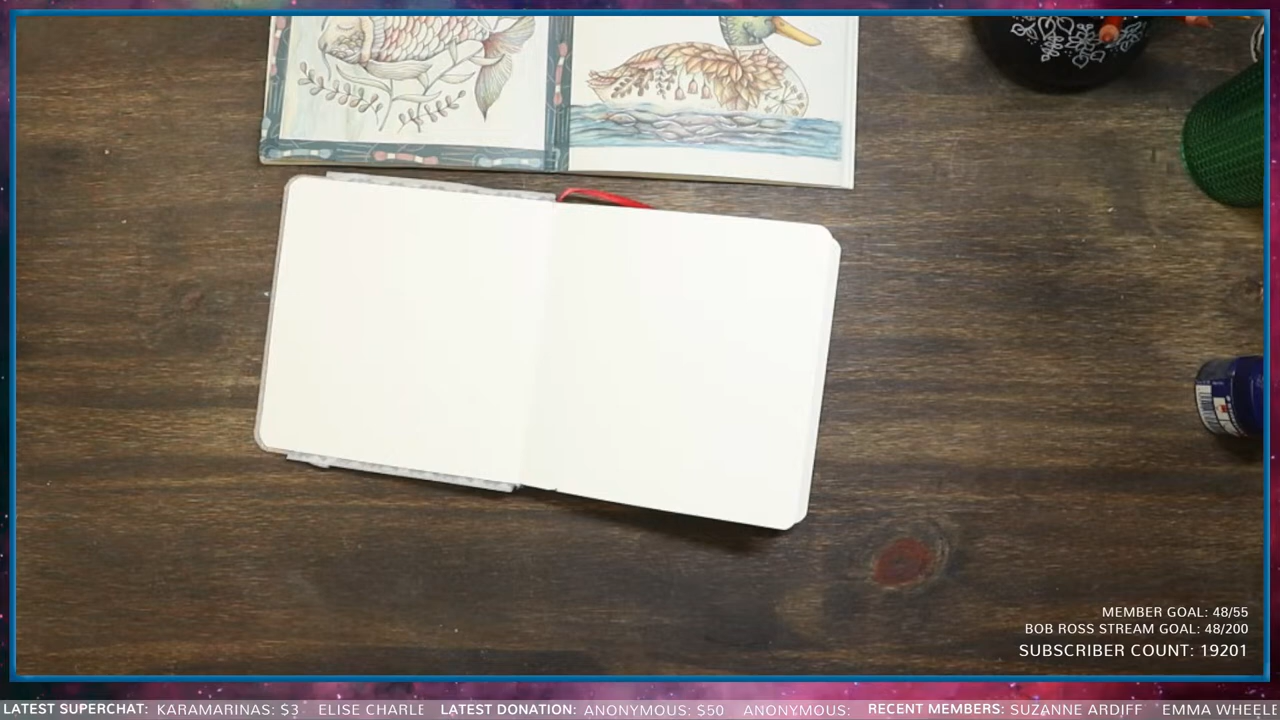 MEMBER GOAL: 48/55
BOB ROSS STREAM GOAL: 48/200
SUBSCRIBER COUNT: 19201
LATEST SUPERCHAT: KARAMARINAS: $3 ELISE CHARLE LATEST DONATION: ANONYMOUS: $50 ANONYMOUS: RECENT MEMBERS: SUZANNE ARDIFF EMMA WHEELE